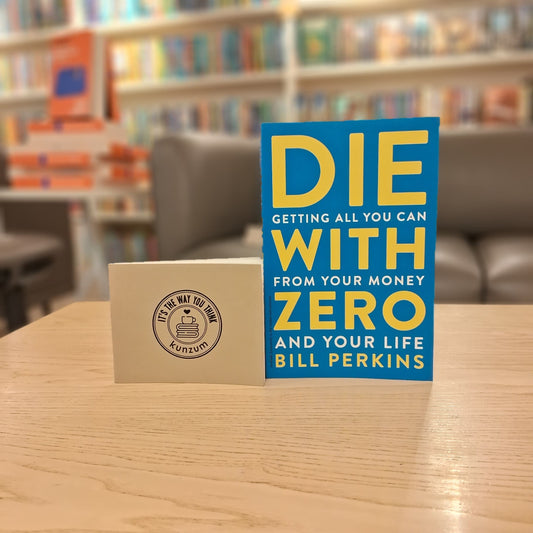 IT'S THE WAY YOU THINK
kunzum
DIE
GETTING ALL YOU CAN
WITH
FROM YOUR MONEY
ZERO
AND YOUR LIFE
BILL PERKINS